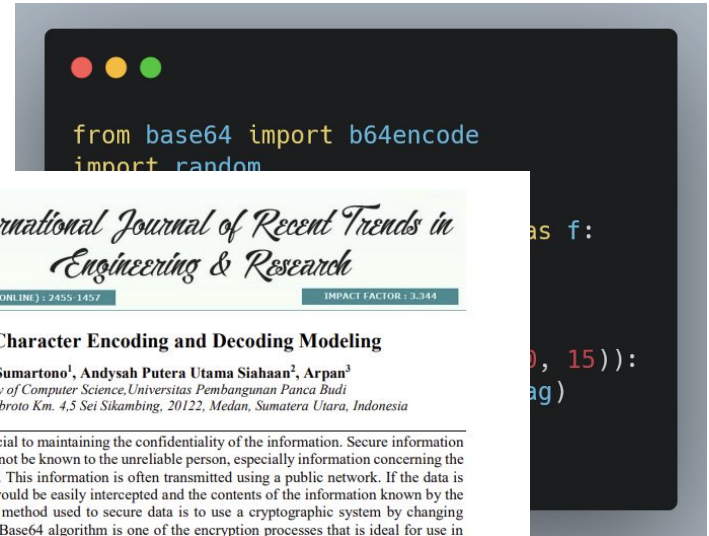 from base64 import b64encode
import random
as f:
rnational Journal of Recent Trends in
Engineering & Research
ONLINE) : 2455-1457
IMPACT FACTOR : 3.344
Character Encoding and Decoding Modeling
, 15)):
Sumartono1, Andysah Putera Utama Siahaan2, Arpan3
ag)
y of Computer Science,Universitas Pembangunan Panca Budi
broto Km. 4,5 Sei Sikambing, 20122, Medan, Sumatera Utara, Indonesia
cial to maintaining the confidentiality of the information. Secure information
not be known to the unreliable person, especially information concerning the
This information is often transmitted using a public network. If the data is
ould be easily intercepted and the contents of the information known by the
method used to secure data is to use a cryptographic system by changing
Base64 algorithm is one of the encryption processes that is ideal for use in